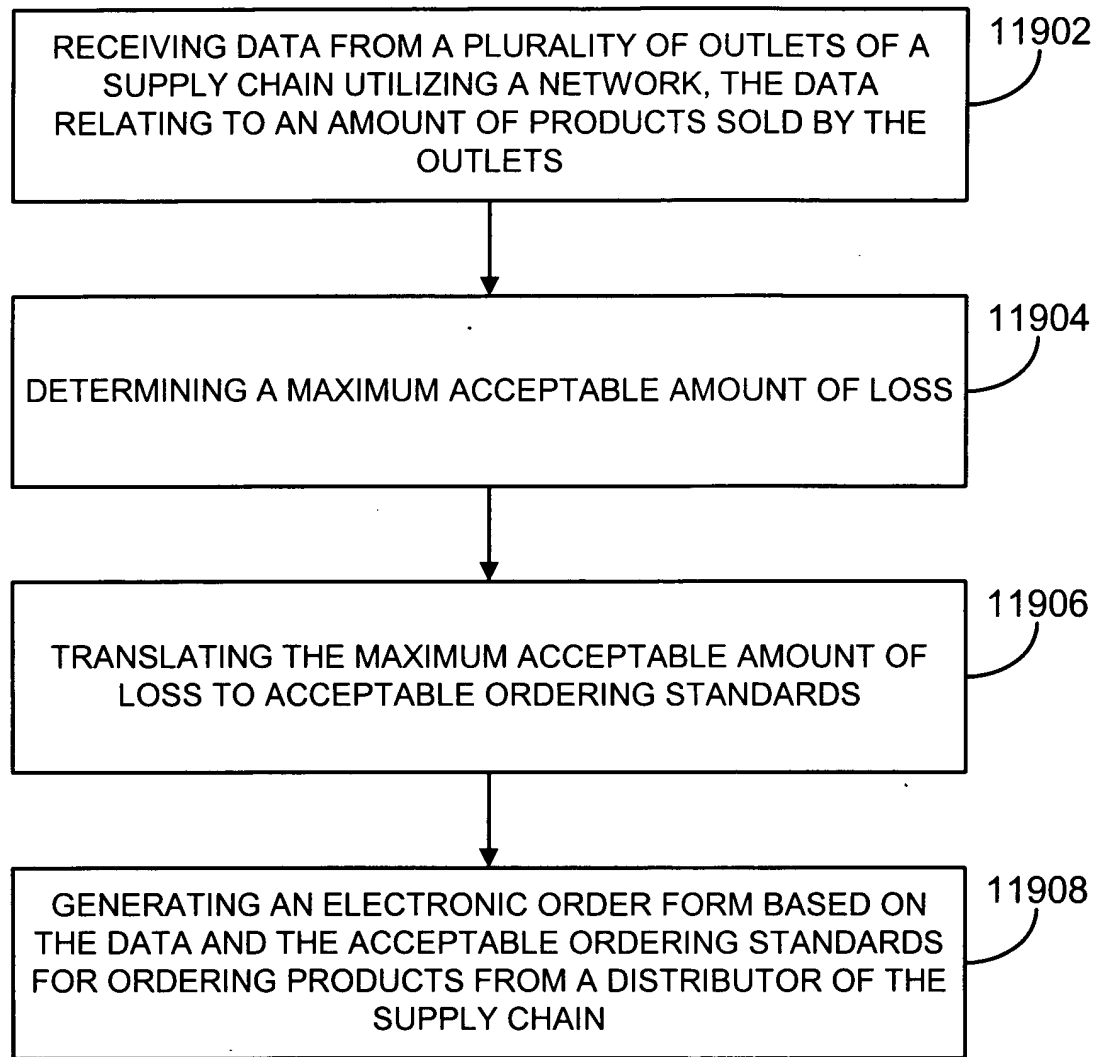 RECEIVING DATA FROM A PLURALITY OF OUTLETS OF A
SUPPLY CHAIN UTILIZING A NETWORK, THE DATA
RELATING TO AN AMOUNT OF PRODUCTS SOLD BY THE
OUTLETS
11902
DETERMINING A MAXIMUM ACCEPTABLE AMOUNT OF LOSS
11904
TRANSLATING THE MAXIMUM ACCEPTABLE AMOUNT OF
LOSS TO ACCEPTABLE ORDERING STANDARDS
11906
GENERATING AN ELECTRONIC ORDER FORM BASED ON
THE DATA AND THE ACCEPTABLE ORDERING STANDARDS
FOR ORDERING PRODUCTS FROM A DISTRIBUTOR OF THE
SUPPLY CHAIN
11908